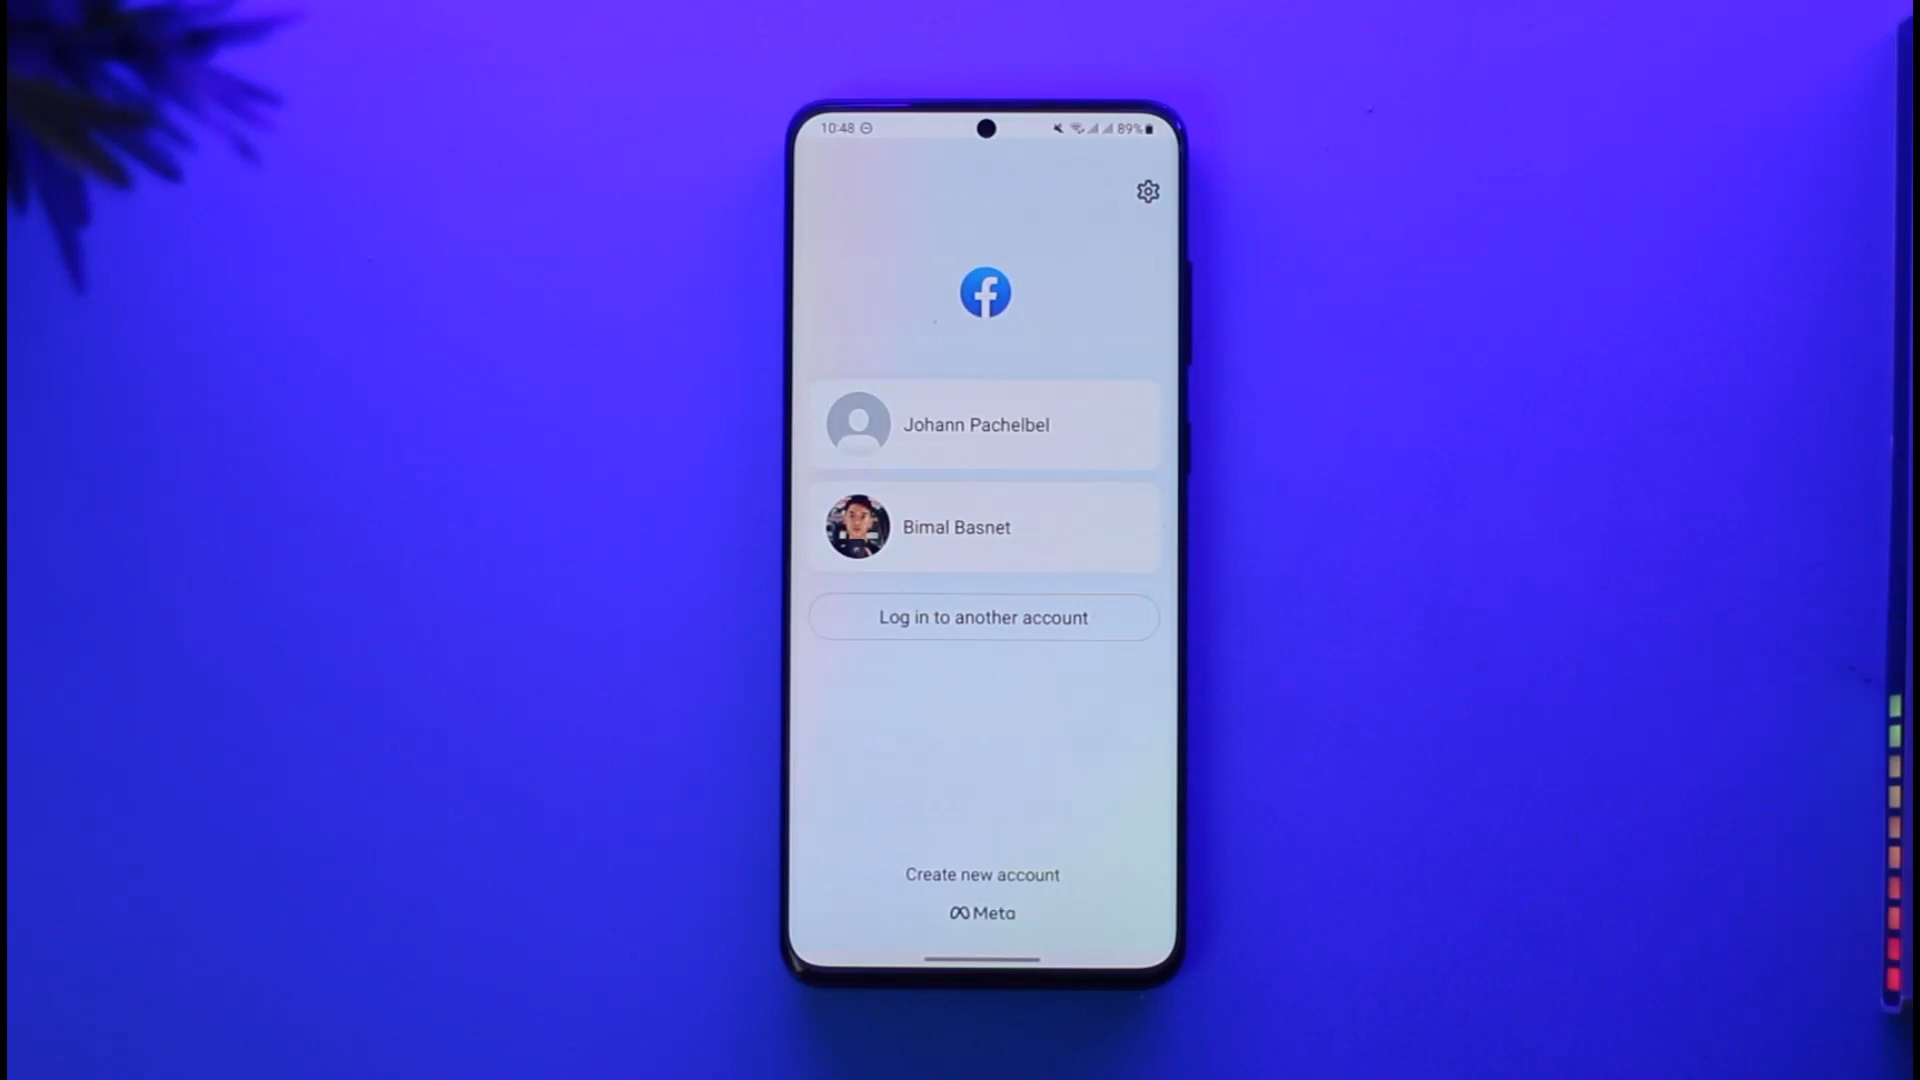 10:48 89%
Johann Pachelbel
Bimal Basnet
Log in to another account
Create new account
Meta